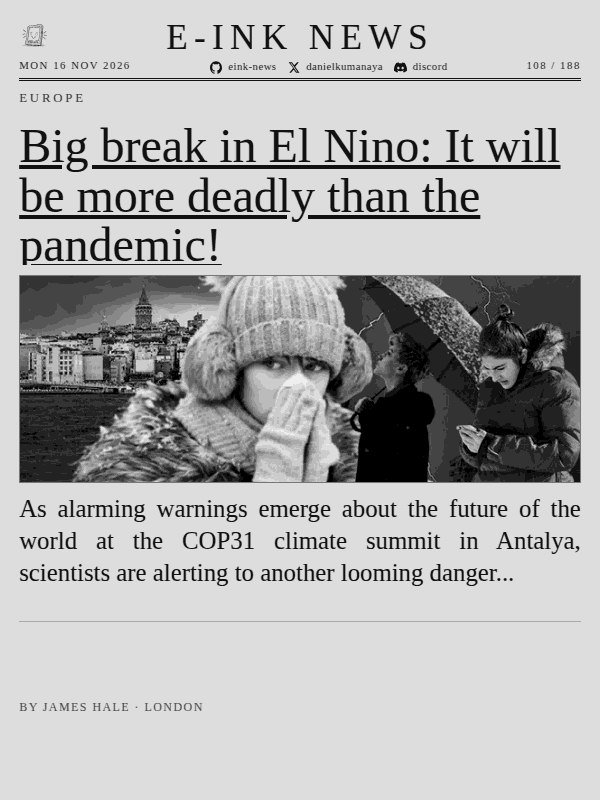 E-INK NEWS
MON 16 NOV 2026
eink-news
danielkumanaya
discord
108 / 188
EUROPE
Big break in El Nino: It will
be more deadly than the
pandemic!
As alarming warnings emerge about the future of the
world at the COP31 climate summit in Antalya,
scientists are alerting to another looming danger...
BY JAMES HALE · LONDON